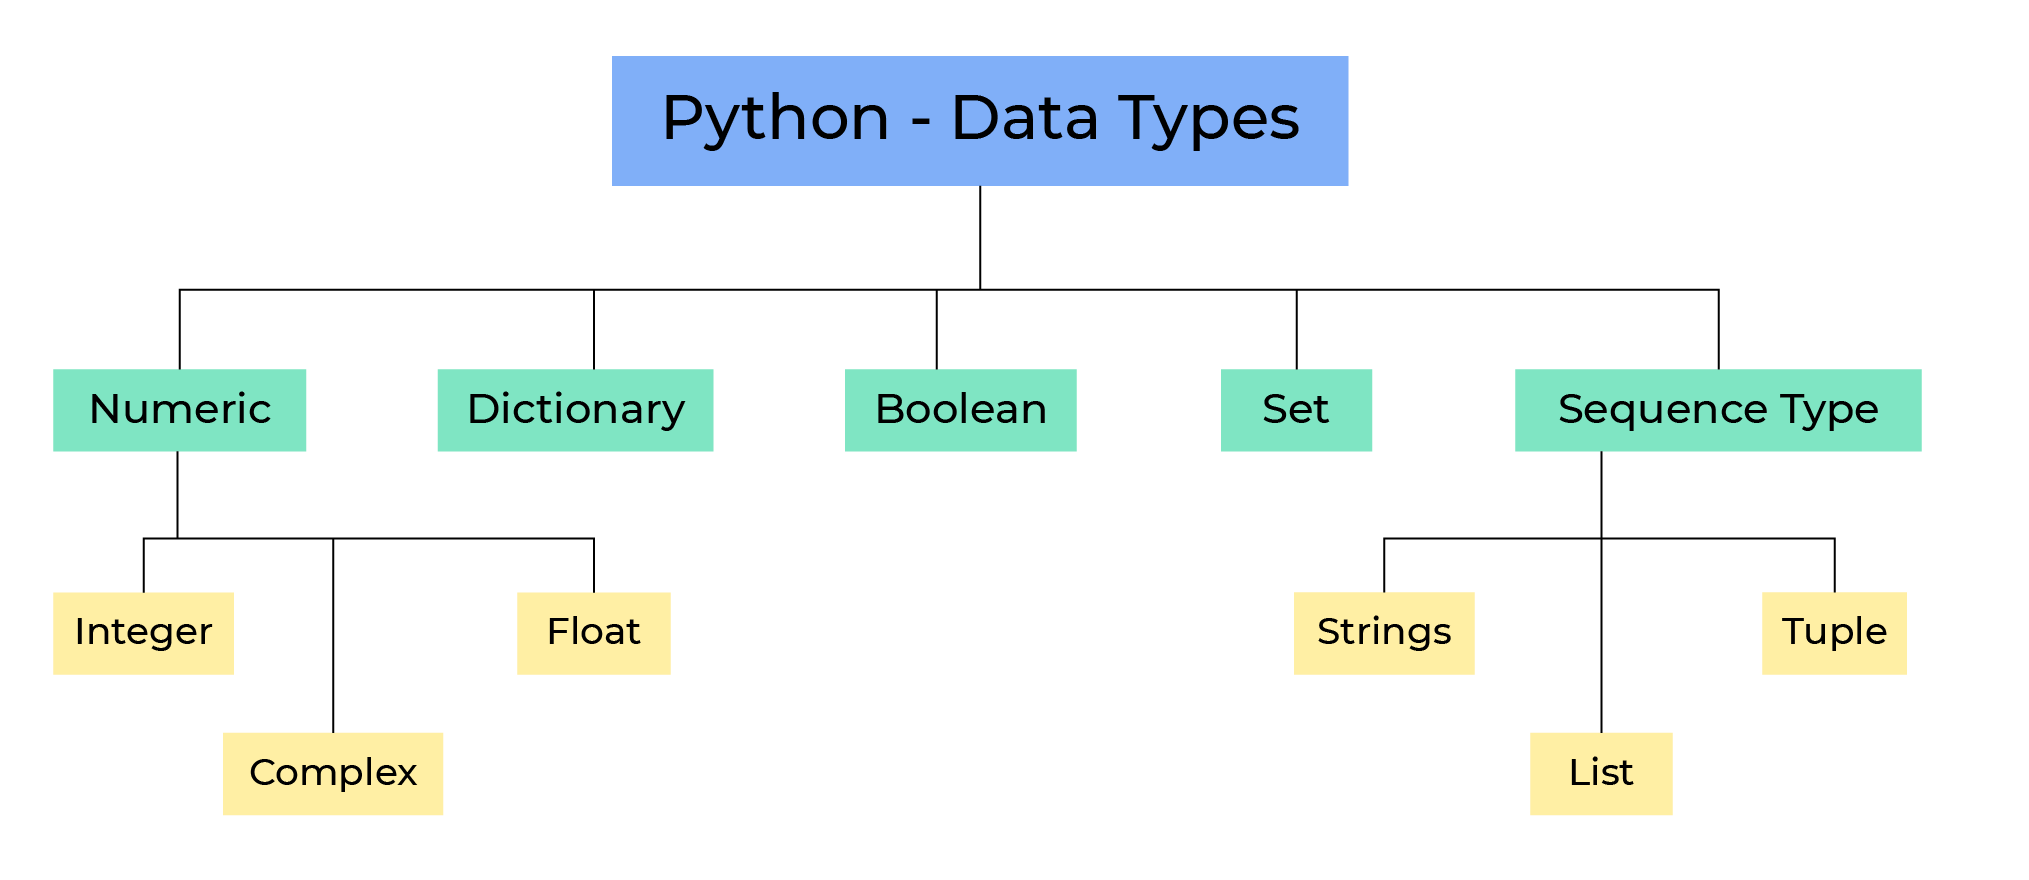 Python - Data Types
Numeric
Dictionary
Boolean
Set
Sequence Type
Integer
Float
Strings
Tuple
Complex
List